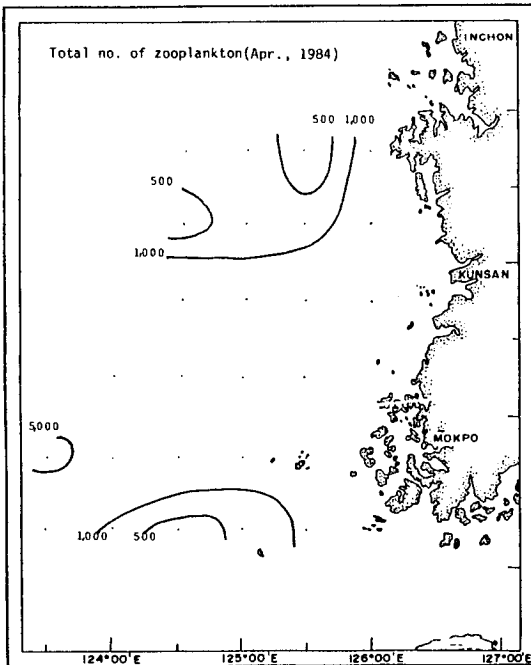 INCHON
Total no. of zooplankton(Apr., 1984)
500 1,000
500
1,000
KUNSAN
5,000
MOKPO
1,000 500
124°00'E 125°00'E 126°00'E 127°00'E